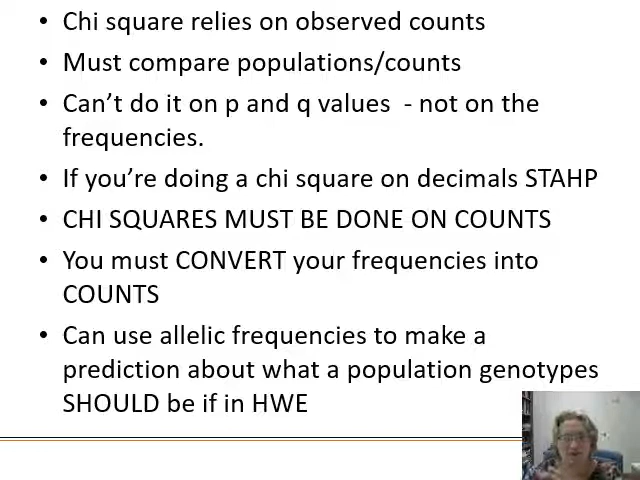 • Chi square relies on observed counts
• Must compare populations/counts
• Can't do it on p and q values - not on the
frequencies.
• If you're doing a chi square on decimals STAHP
• CHI SQUARES MUST BE DONE ON COUNTS
• You must CONVERT your frequencies into
COUNTS
• Can use allelic frequencies to make a
prediction about what a population genotypes
SHOULD be if in HWE